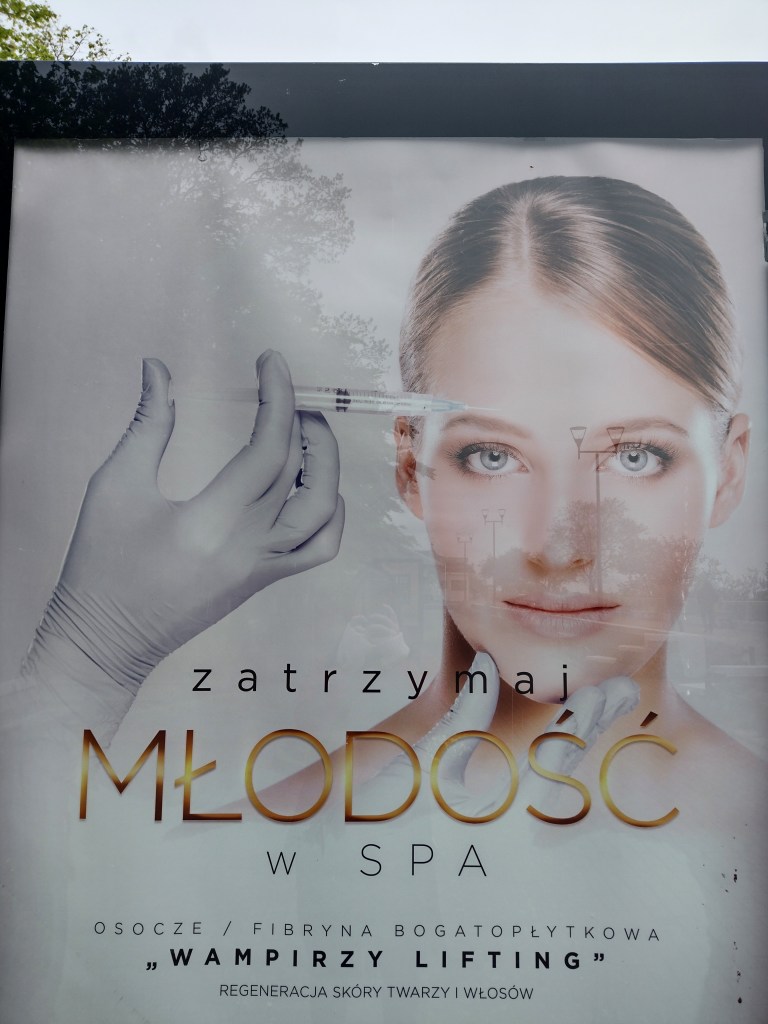 zatrzymaj
MŁODOŚĆ
w SPA
OSOCZE / FIBRYNA BOGATOPŁYTKOWA
„WAMPIRZY LIFTING”
REGENERACJA SKÓRY TWARZY I WŁOSÓW